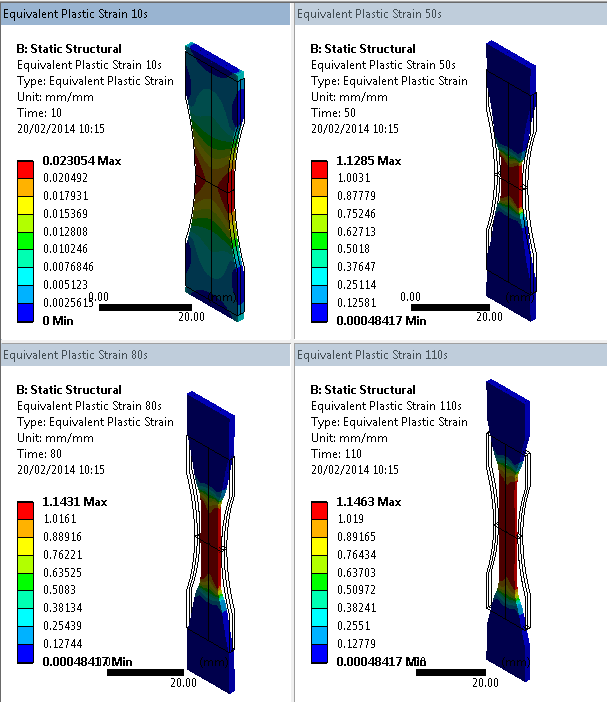 Equivalent Plastic Strain 10s
B: Static Structural
Equivalent Plastic Strain 10s
Type: Equivalent Plastic Strain
Unit: mm/mm
Time: 10
20/02/2014 10:15
0.023054 Max
0.020492
0.017931
0.015369
0.012808
0.010246
0.0076846
0.005123
0.0025615
0 Min
0.00
(mm)
20.00
Equivalent Plastic Strain 50s
B: Static Structural
Equivalent Plastic Strain 50s
Type: Equivalent Plastic Strain
Unit: mm/mm
Time: 50
20/02/2014 10:15
1.1285 Max
1.0031
0.87779
0.75246
0.62713
0.5018
0.37647
0.25114
0.12581
0.00048417 Min
0.00
(mm)
20.00
Equivalent Plastic Strain 80s
B: Static Structural
Equivalent Plastic Strain 80s
Type: Equivalent Plastic Strain
Unit: mm/mm
Time: 80
20/02/2014 10:15
1.1431 Max
1.0161
0.88916
0.76221
0.63525
0.5083
0.38134
0.25439
0.12744
0.00048417 Min
(mm)
20.00
Equivalent Plastic Strain 110s
B: Static Structural
Equivalent Plastic Strain 110s
Type: Equivalent Plastic Strain
Unit: mm/mm
Time: 110
20/02/2014 10:15
1.1463 Max
1.019
0.89165
0.76434
0.63703
0.50972
0.38241
0.2551
0.12779
0.00048417 Min
(mm)
20.00